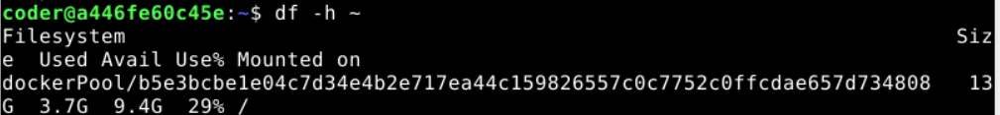 coder@a446fe60c45e:~$ df -h ~
Filesystem                                                                    Siz
e  Used Avail Use% Mounted on
dockerPool/b5e3bcbe1e04c7d34e4b2e717ea44c159826557c0c7752c0ffcdae657d734808   13
G  3.7G  9.4G  29% /